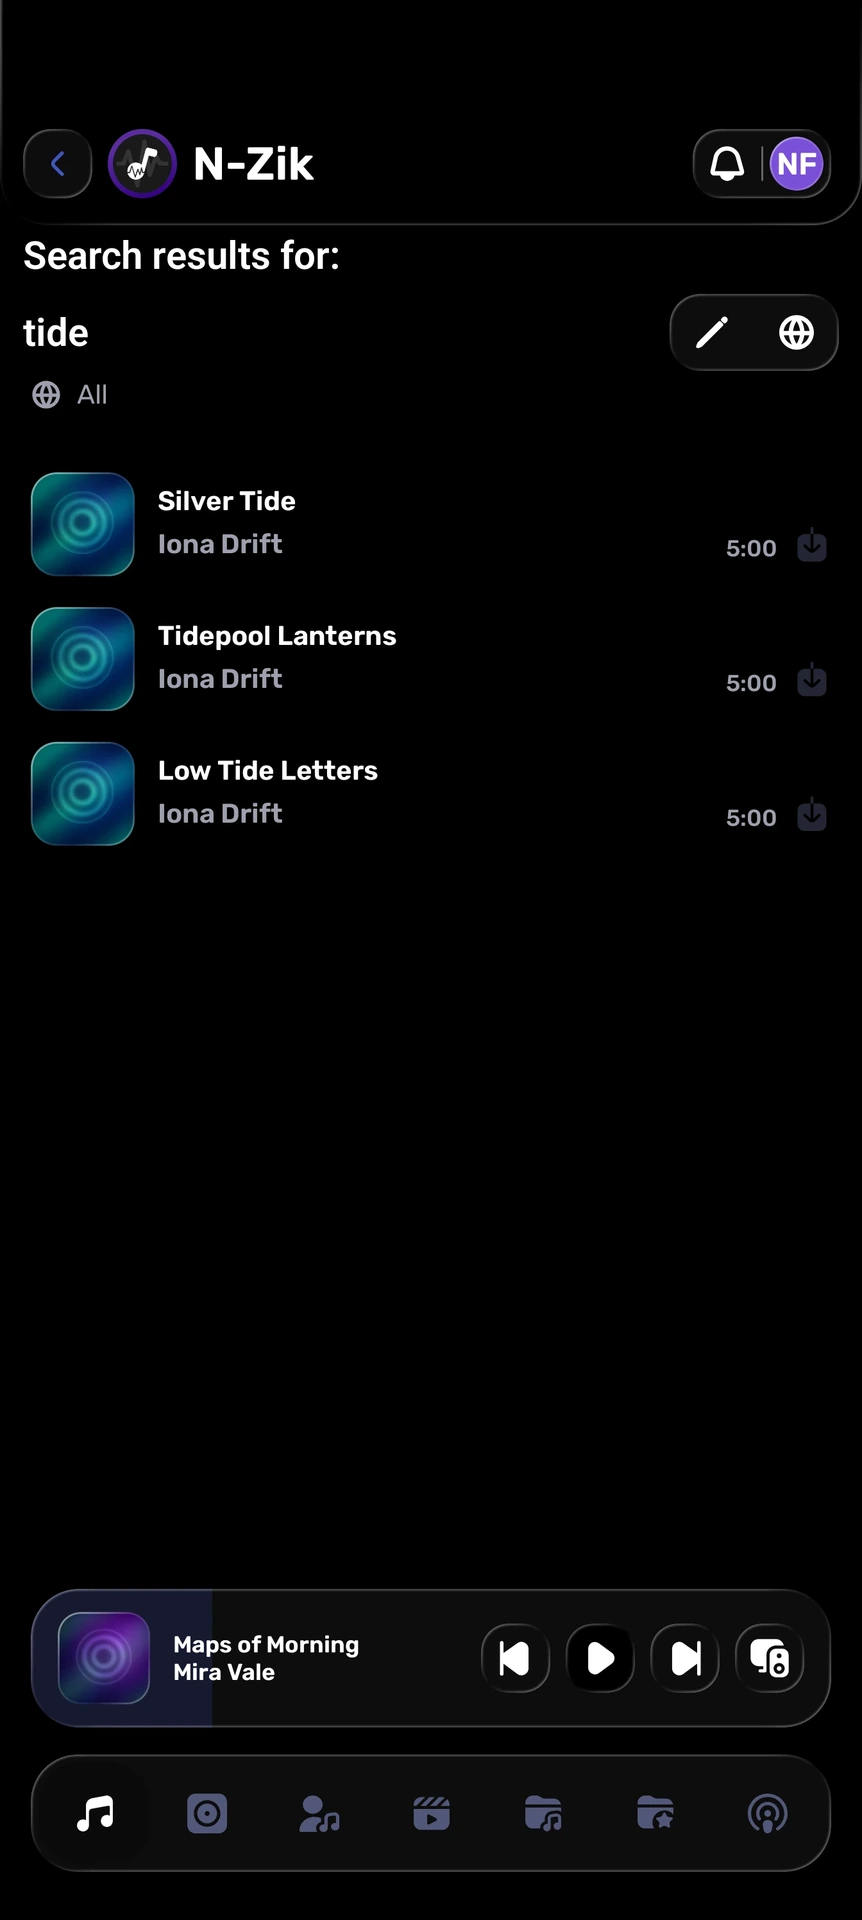 N-Zik
NF
Search results for:
tide
All
Silver Tide
Iona Drift
5:00
Tidepool Lanterns
Iona Drift
5:00
Low Tide Letters
Iona Drift
5:00
Maps of Morning
Mira Vale